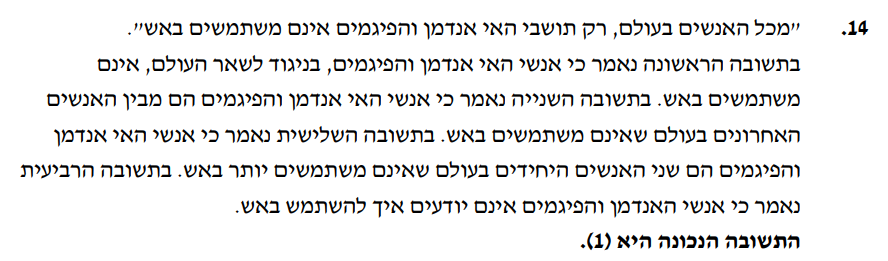 14. "מכל האנשים בעולם, רק תושבי האי אנדמן והפיגמים אינם משתמשים באש".
בתשובה הראשונה נאמר כי אנשי האי אנדמן והפיגמים, בניגוד לשאר העולם, אינם
משתמשים באש. בתשובה השנייה נאמר כי אנשי האי אנדמן והפיגמים הם מבין האנשים
האחרונים בעולם שאינם משתמשים באש. בתשובה השלישית נאמר כי אנשי האי אנדמן
והפיגמים הם שני האנשים היחידים בעולם שאינם משתמשים יותר באש. בתשובה הרביעית
נאמר כי אנשי האנדמן והפיגמים אינם יודעים איך להשתמש באש.
התשובה הנכונה היא (1).